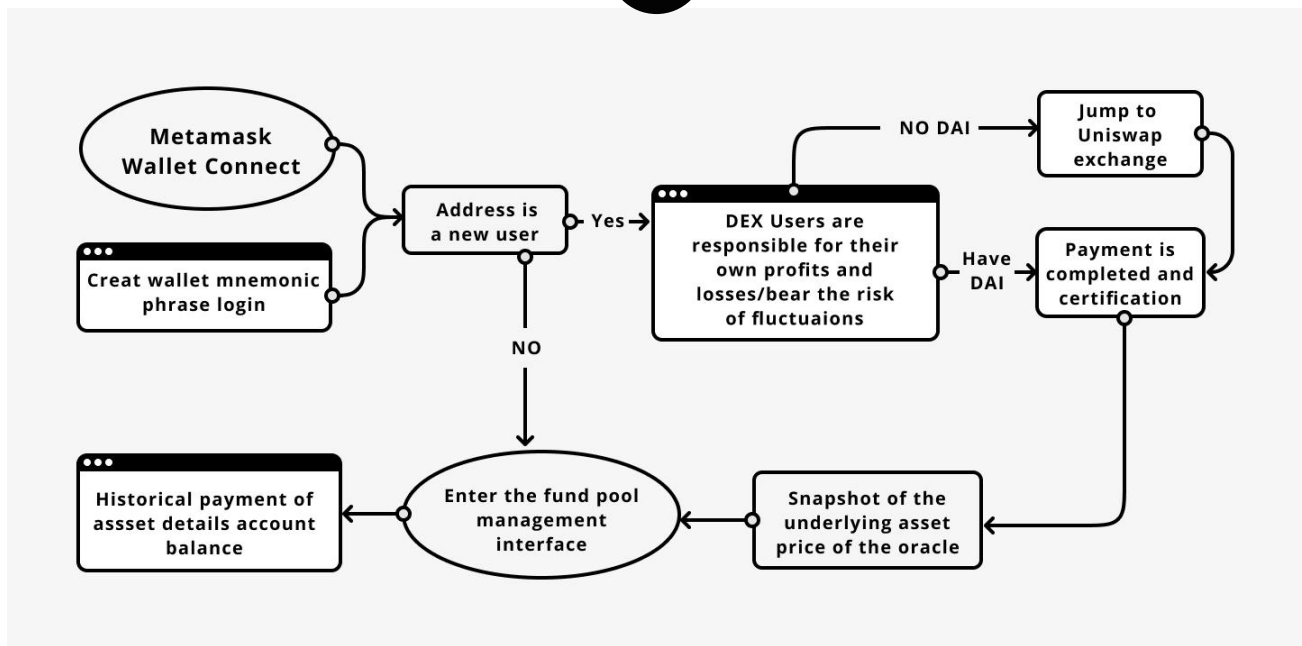 Metamask
Wallet Connect
Creat wallet mnemonic
phrase login
Address is
a new user
Yes
NO
DEX Users are
responsible for their
own profits and
losses/bear the risk
of fluctuaions
NO DAI
Jump to
Uniswap
exchange
Have
DAI
Payment is
completed and
certification
Snapshot of the
underlying asset
price of the oracle
Enter the fund pool
management
interface
Historical payment of
assset details account
balance